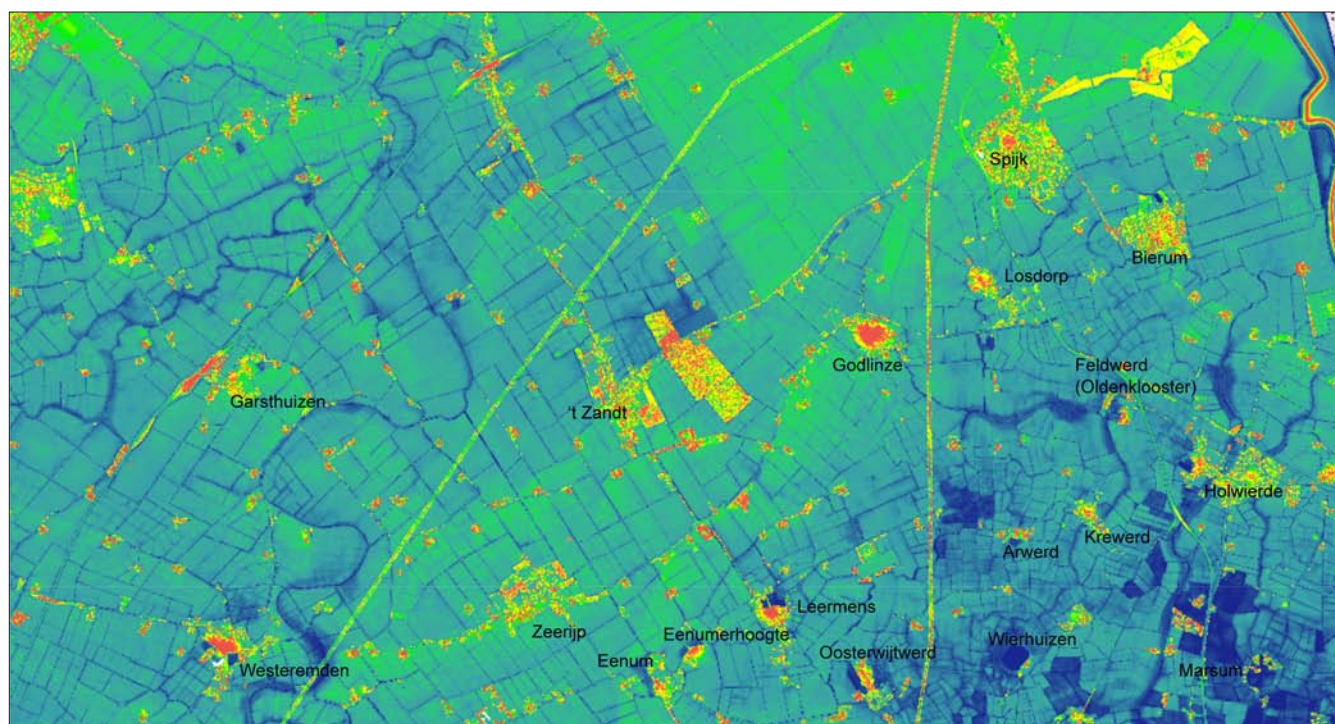 Spijk
Bierum
Losdorp
Godlinze
Feldwerd
(Oldenklooster)
Garsthuizen
't Zandt
Holwierde
Krewerd
Arwerd
Leermens
Zeerijp
Eenumerhoogte
Wierhuizen
Oosterwijtwerd
Eenum
Westeremden
Marsum